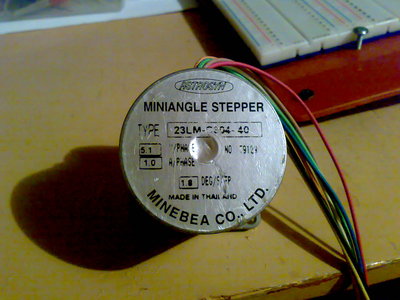 ASTROSYN
MINIANGLE STEPPER
TYPE 23LM-C304-40
5.1 V/PHASE NO T9129
1.0 A/PHASE
1.8 DEG/STEP
MADE IN THAILAND
MINEBEA CO., LTD.